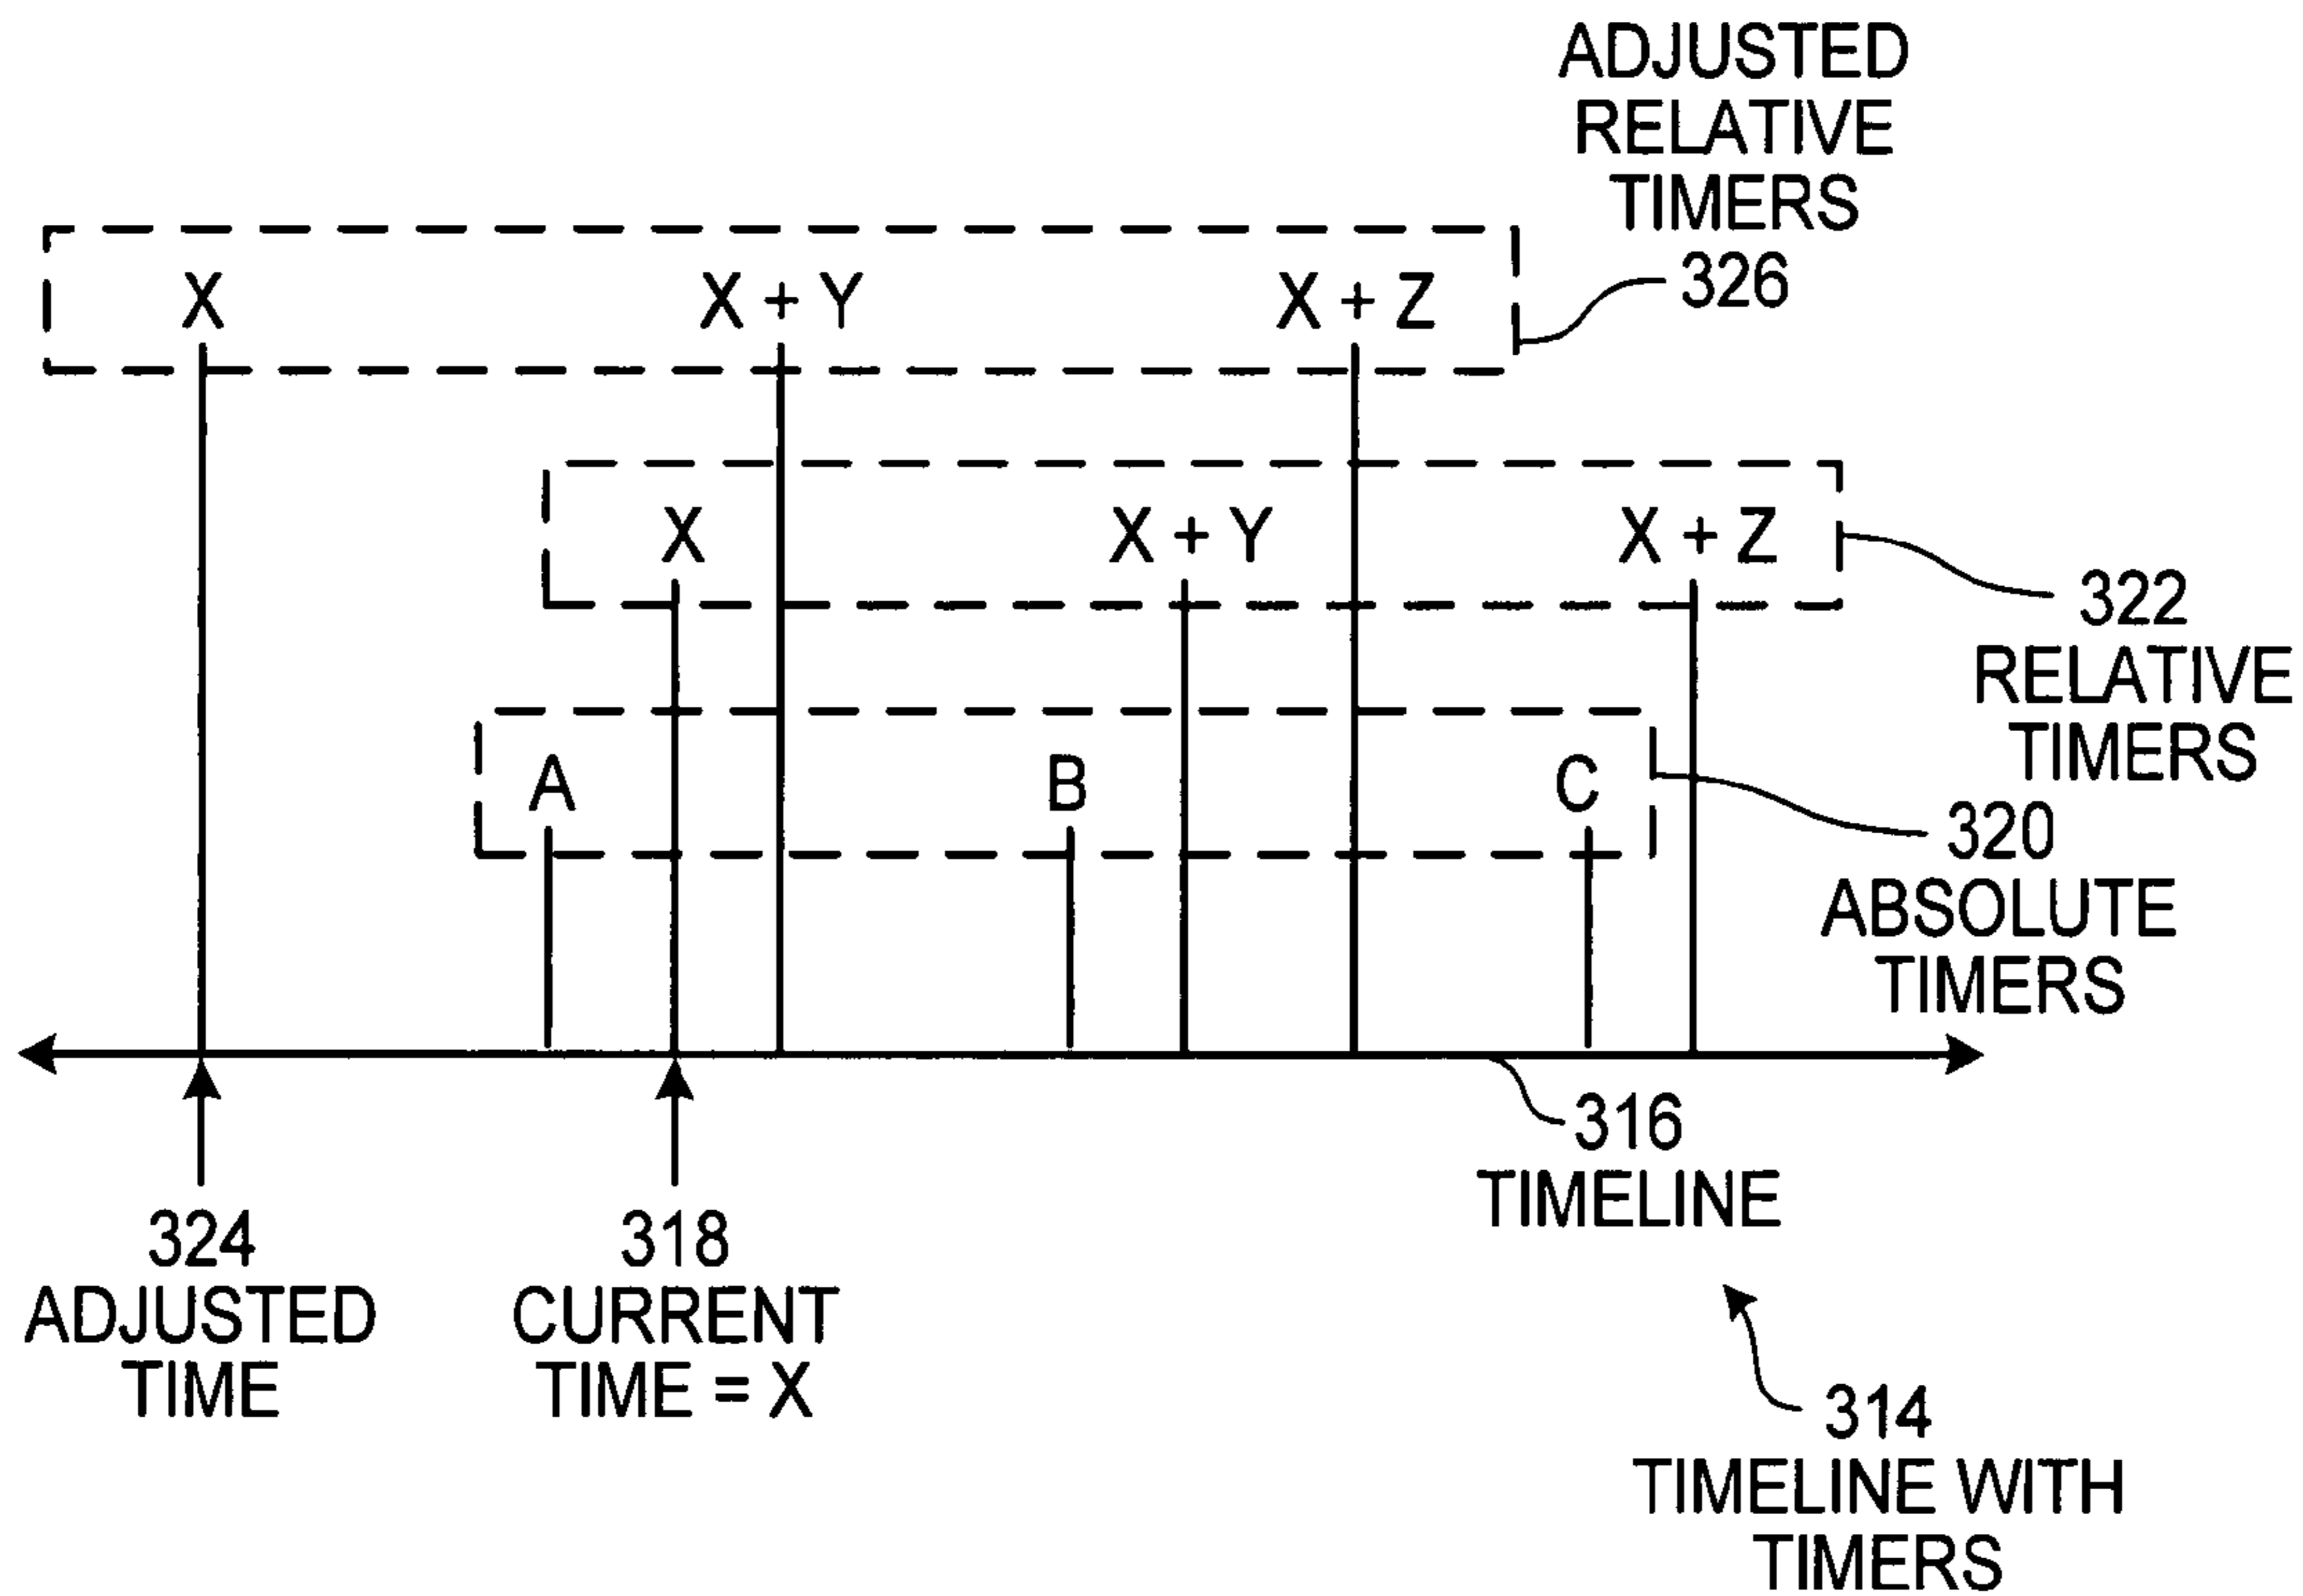 ADJUSTED
RELATIVE
TIMERS
326
X X + Y X + Z
X X + Y X + Z
322
RELATIVE
TIMERS
A B C
320
ABSOLUTE
TIMERS
316
TIMELINE
324
ADJUSTED
TIME
318
CURRENT
TIME = X
314
TIMELINE WITH
TIMERS